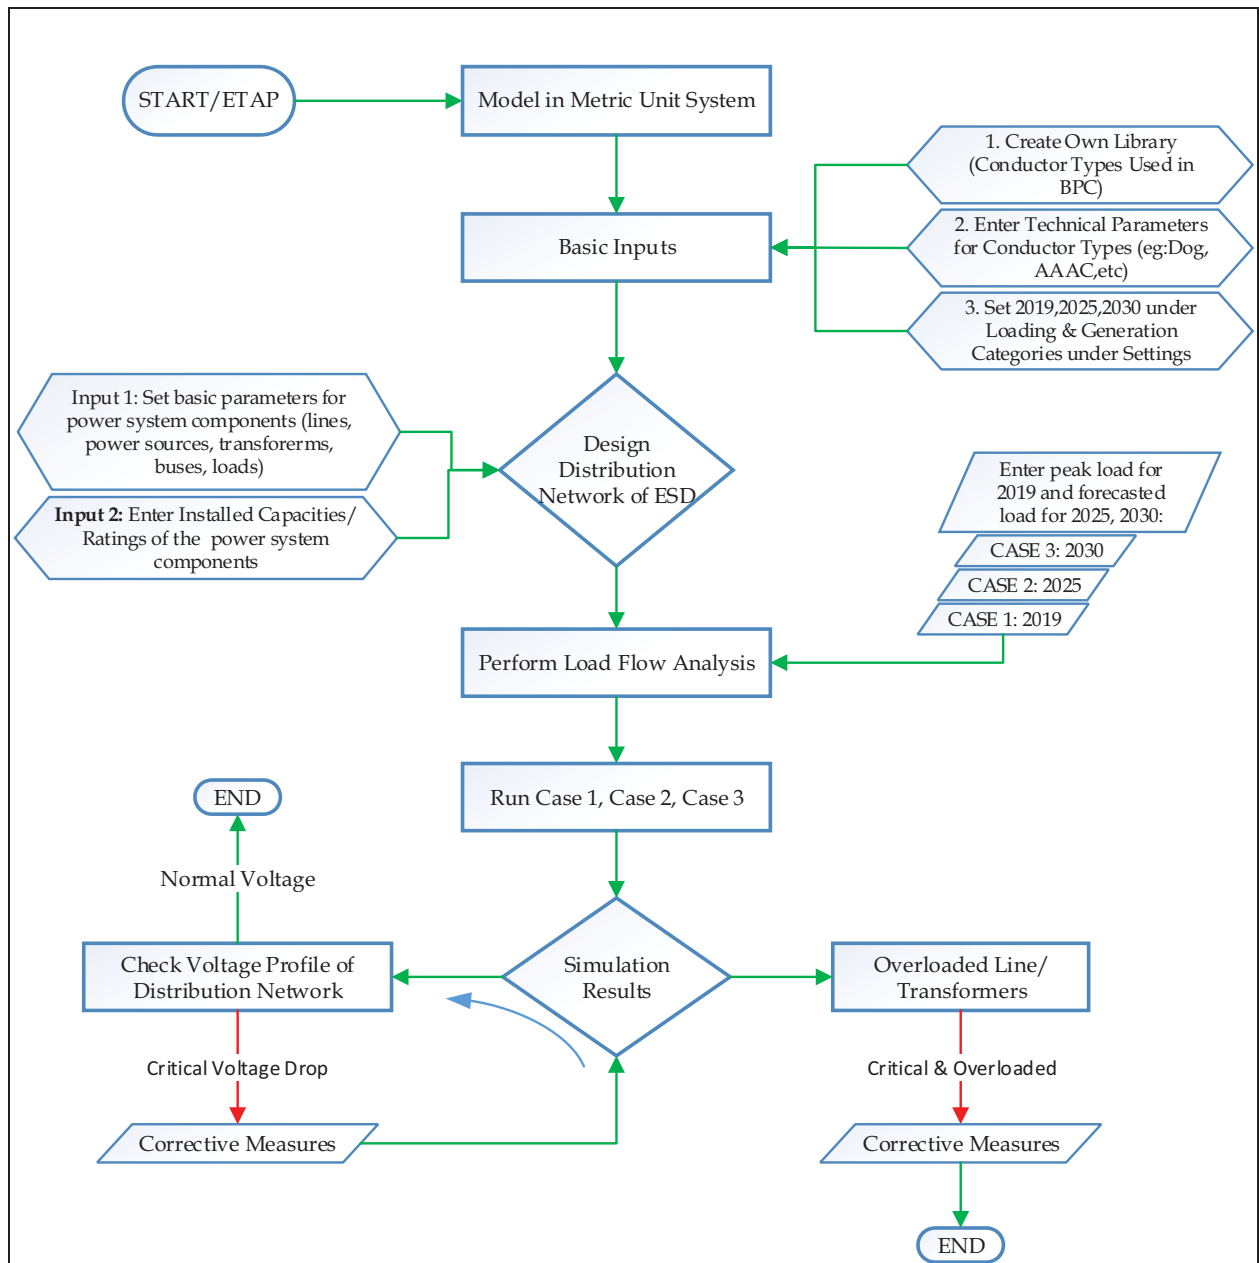 START/ETAP
Model in Metric Unit System
1. Create Own Library
(Conductor Types Used in
BPC)
Basic Inputs
2. Enter Technical Parameters
for Conductor Types (eg:Dog,
AAAC,etc)
3. Set 2019,2025,2030 under
Loading & Generation
Categories under Settings
Input 1: Set basic parameters for
power system components (lines,
power sources, transforerms,
buses, loads)
Input 2: Enter Installed Capacities/
Ratings of the power system
components
Design
Distribution
Network of ESD
Enter peak load for
2019 and forecasted
load for 2025, 2030:
CASE 3: 2030
CASE 2: 2025
CASE 1: 2019
Perform Load Flow Analysis
Run Case 1, Case 2, Case 3
END
Normal Voltage
Check Voltage Profile of
Distribution Network
Simulation
Results
Overloaded Line/
Transformers
Critical Voltage Drop
Critical & Overloaded
Corrective Measures
Corrective Measures
END